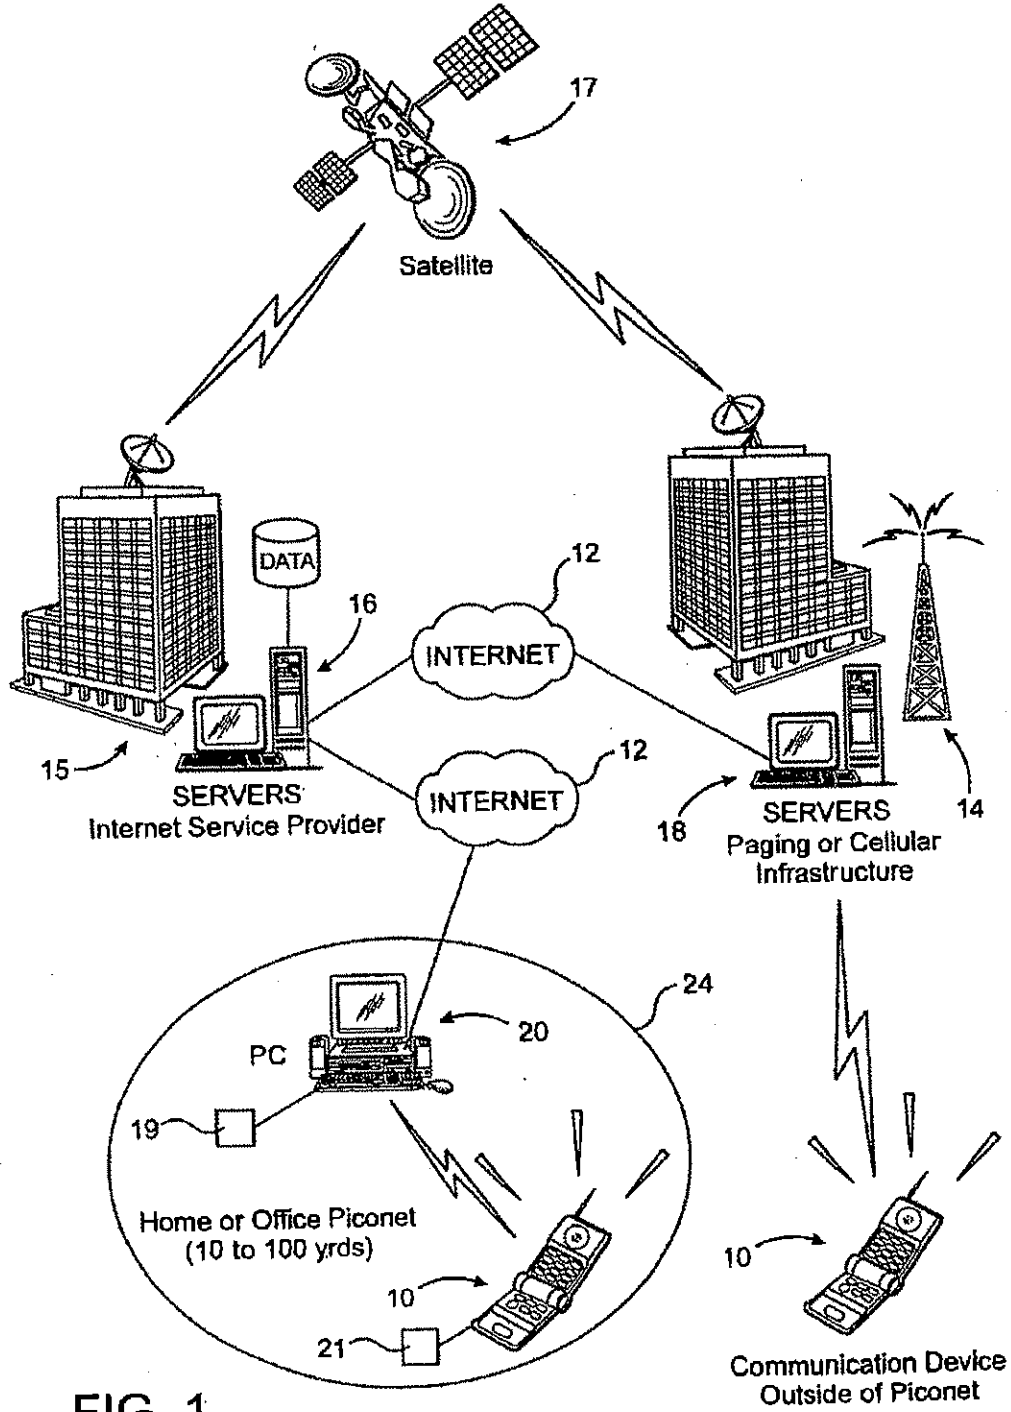 17
Satellite
DATA
12
16
INTERNET
12
15
INTERNET
SERVERS
Internet Service Provider
18
14
SERVERS
Paging or Cellular
Infrastructure
24
20
PC
19
Home or Office Piconet
(10 to 100 yrds)
10
10
21
Communication Device
Outside of Piconet
FIG. 1